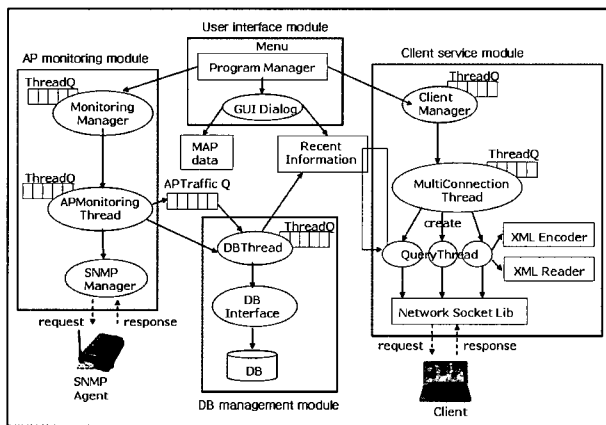 User interface module
AP monitoring module
Menu
Client service module
ThreadQ
Program Manager
ThreadQ
Monitoring
Manager
GUI Dialog
Client
Manager
MAP
data
Recent
Information
ThreadQ
ThreadQ
APTraffic Q
MultiConnection
Thread
APMonitoring
Thread
ThreadQ
DBThread
create
QueryThread
XML Encoder
XML Reader
SNMP
Manager
DB
Interface
Network Socket Lib
request
response
request
response
DB
SNMP
Agent
DB management module
Client